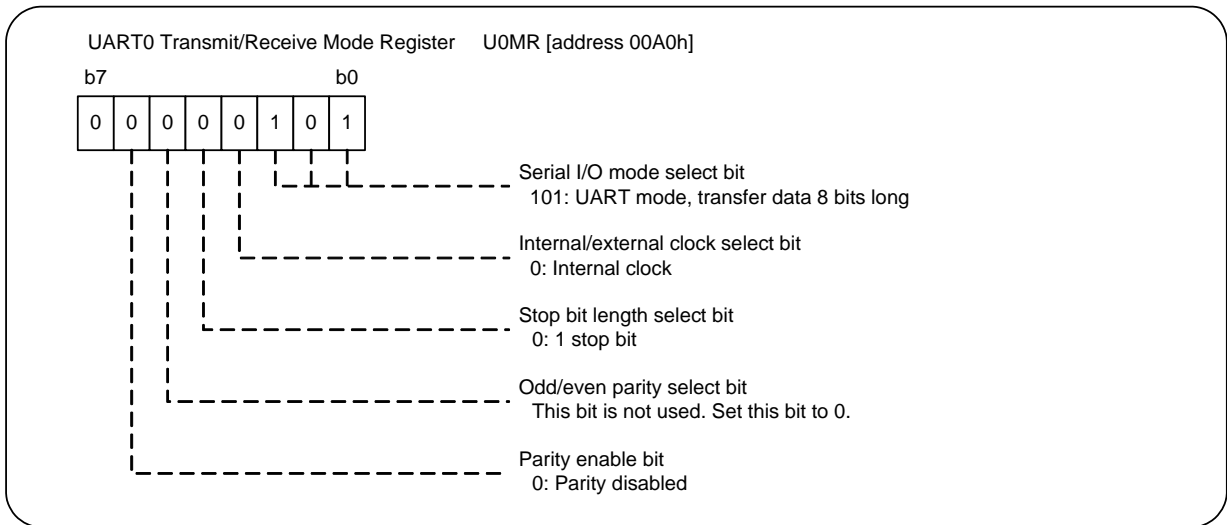 UART0 Transmit/Receive Mode Register U0MR [address 00A0h]
b7 b0
0 0 0 0 0 1 0 1
Serial I/O mode select bit
101: UART mode, transfer data 8 bits long
Internal/external clock select bit
0: Internal clock
Stop bit length select bit
0: 1 stop bit
Odd/even parity select bit
This bit is not used. Set this bit to 0.
Parity enable bit
0: Parity disabled